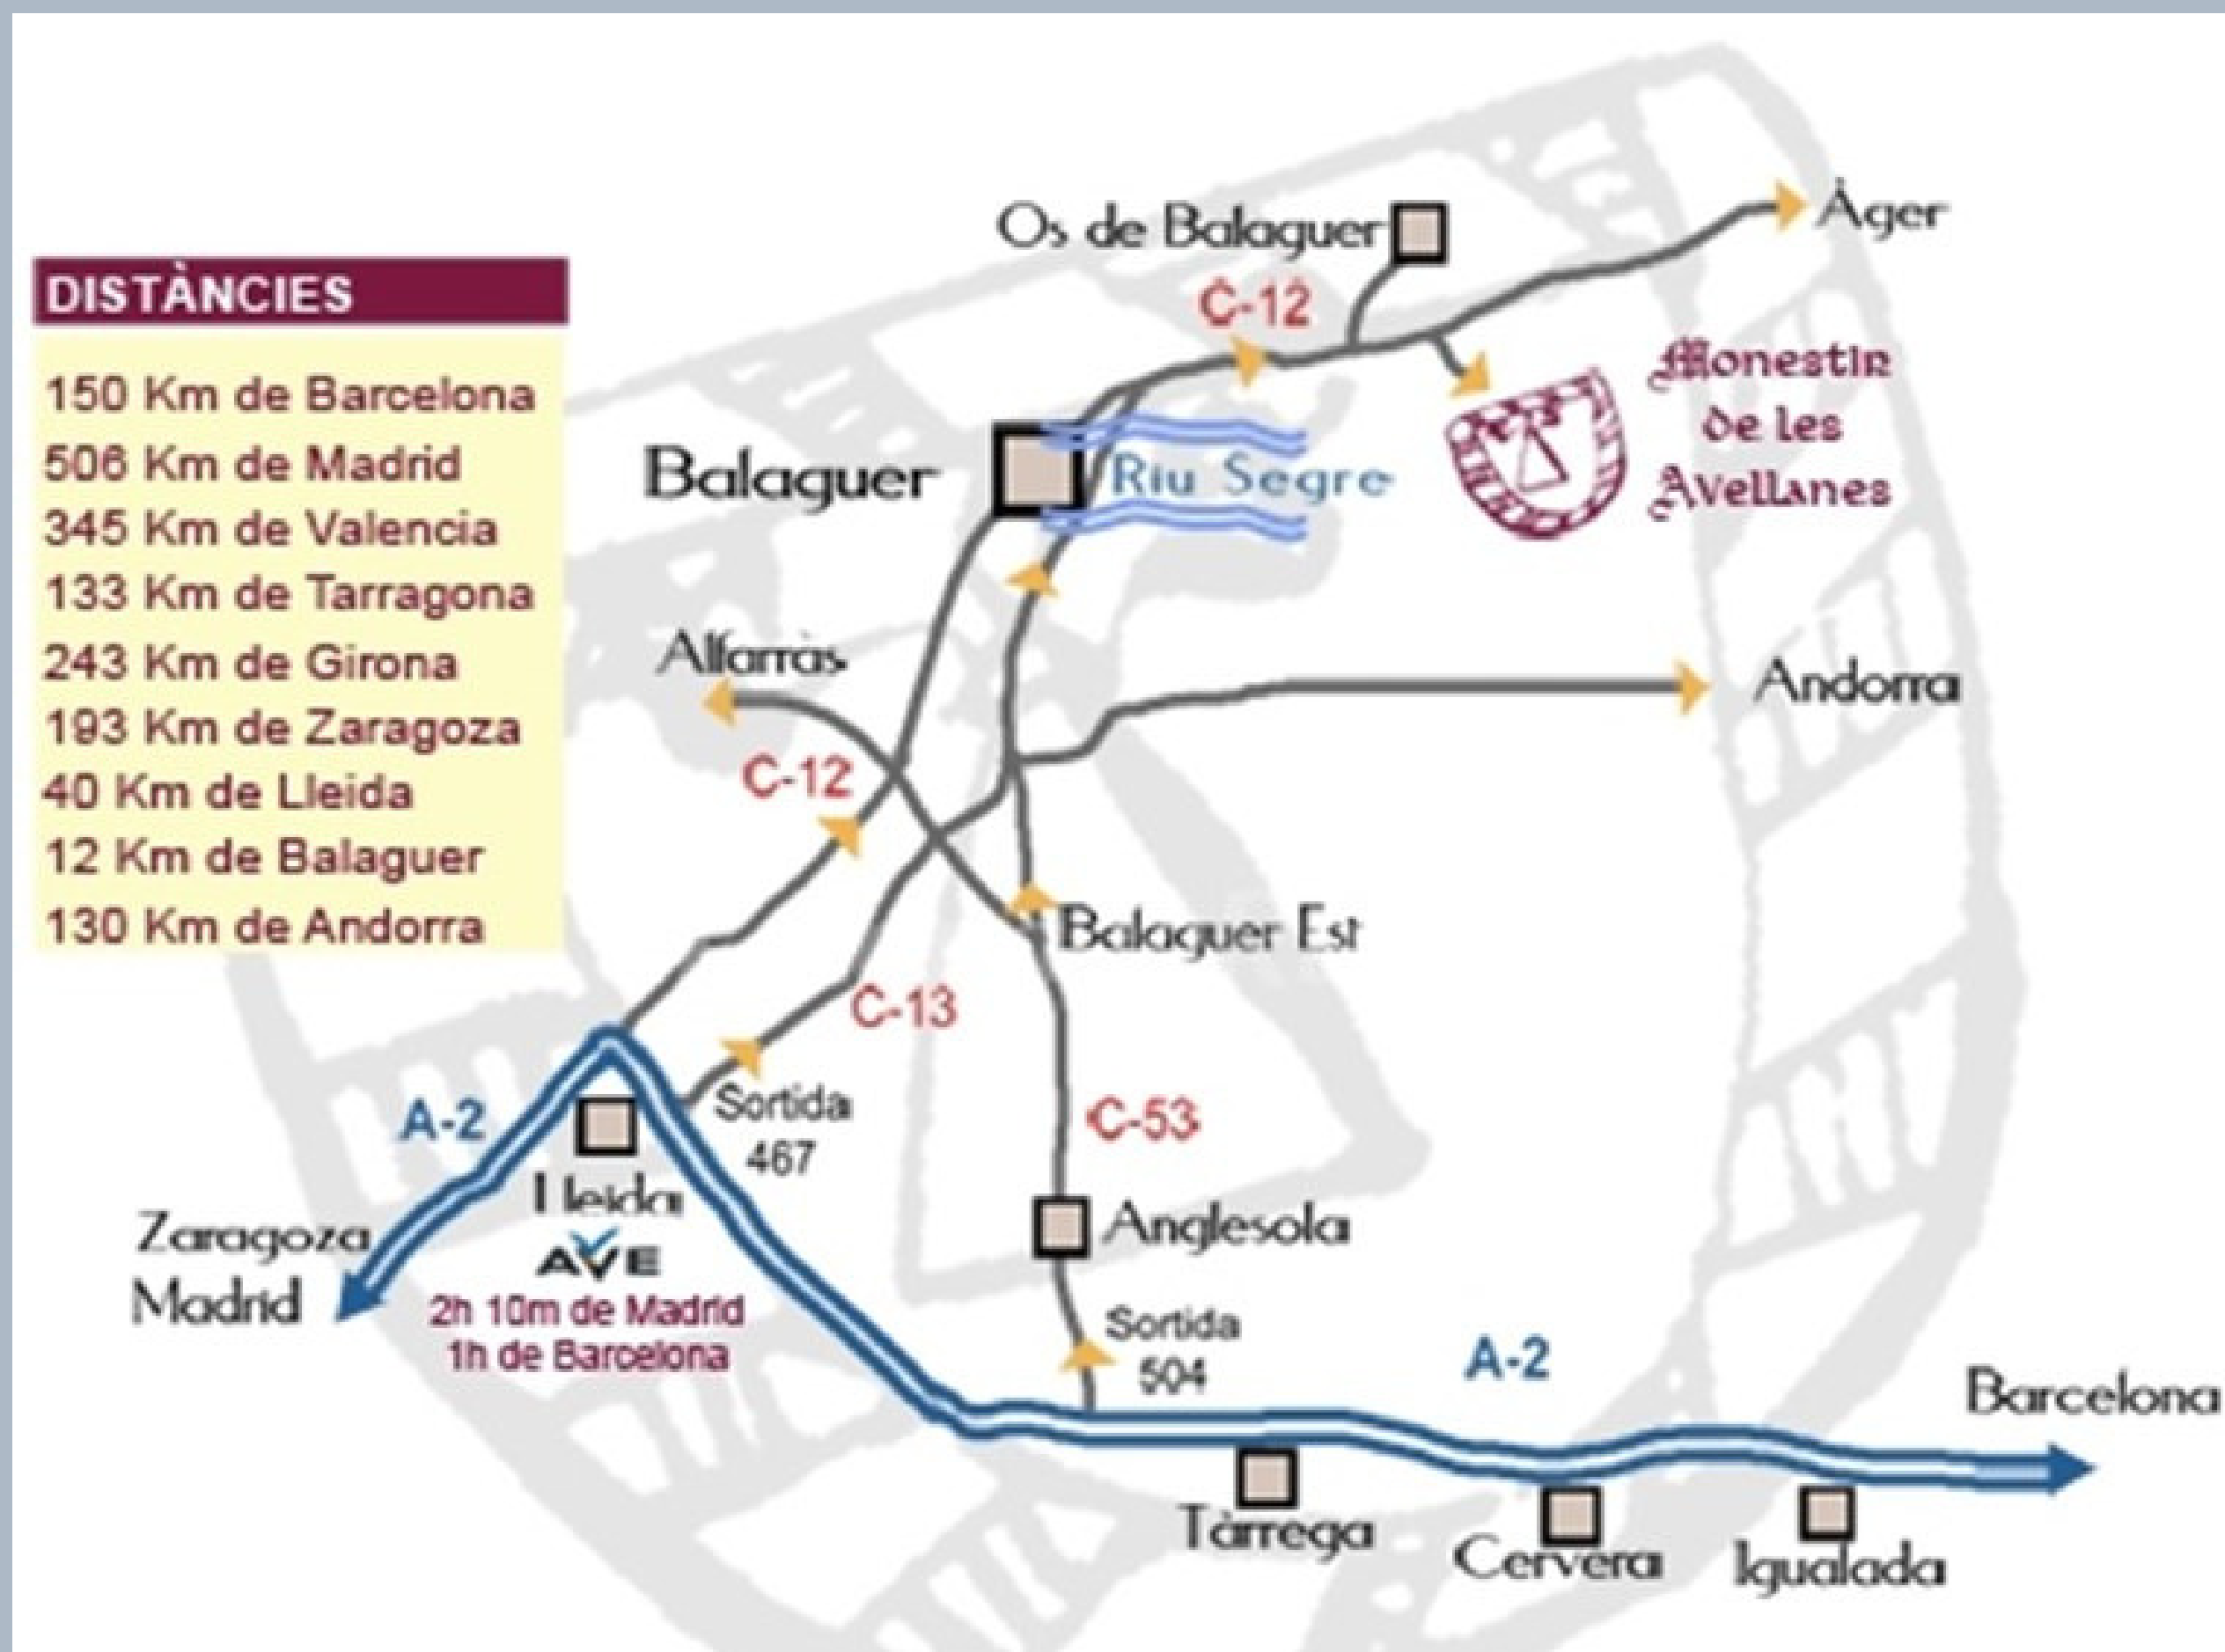 DISTÀNCIES
150 Km de Barcelona
506 Km de Madrid
345 Km de Valencia
133 Km de Tarragona
243 Km de Girona
193 Km de Zaragoza
40 Km de Lleida
12 Km de Balaguer
130 Km de Andorra
Os de Balaguer
Àger
C-12
Monestir
de les
Avellanes
Balaguer
Riu Segre
Alfarràs
Andorra
C-12
Balaguer Est
C-13
A-2
Sortida
467
C-53
Lleida
Zaragoza
Madrid
AVE
2h 10m de Madrid
1h de Barcelona
Anglesola
Sortida
504
A-2
Barcelona
Tàrrega
Cervera
Igualada